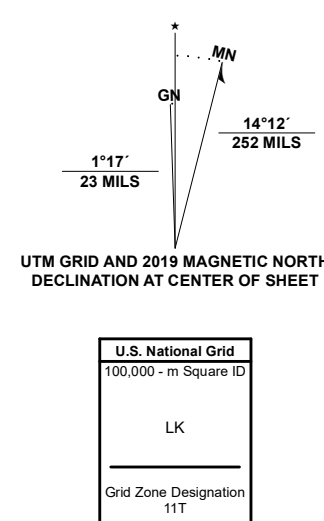 ★
MN
GN
14°12´
252 MILS
1°17´
23 MILS
UTM GRID AND 2019 MAGNETIC NORTH
DECLINATION AT CENTER OF SHEET
U.S. National Grid
100,000 - m Square ID
LK
Grid Zone Designation
11T